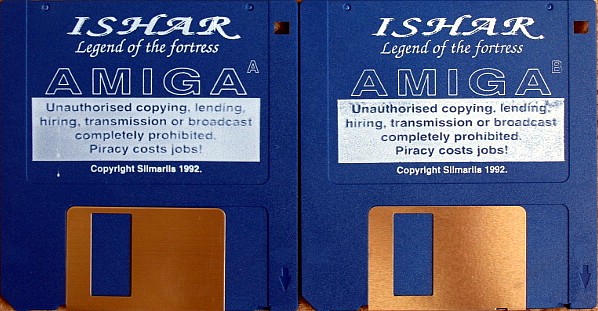 ISHAR
Legend of the fortress
AMIGA A
Unauthorised copying, lending,
hiring, transmission or broadcast
completely prohibited.
Piracy costs jobs!
Copyright Silmarils 1992.
ISHAR
Legend of the fortress
AMIGA B
Unauthorised copying, lending,
hiring, transmission or broadcast
completely prohibited.
Piracy costs jobs!
Copyright Silmarils 1992.